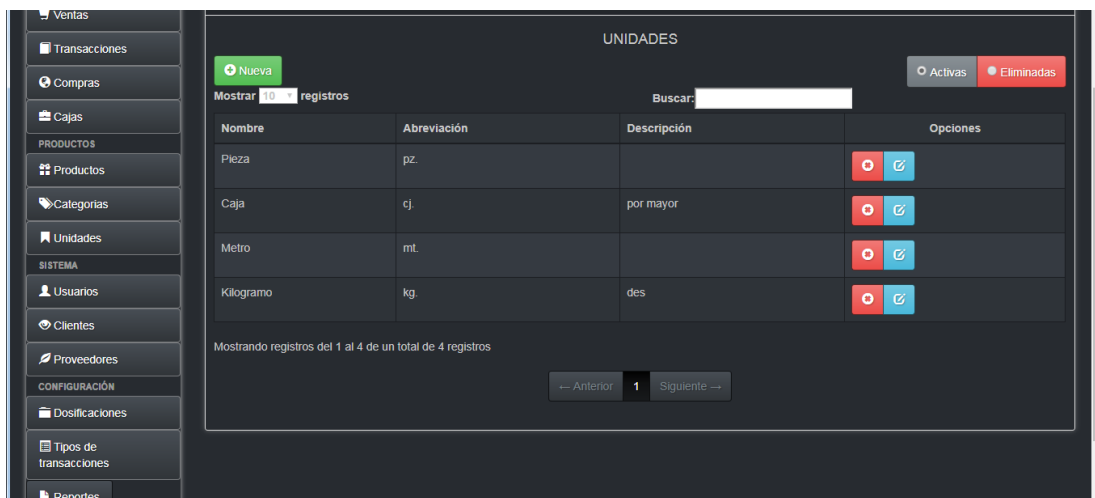 Ventas
Transacciones
Compras
Cajas
PRODUCTOS
Productos
Categorias
Unidades
SISTEMA
Usuarios
Clientes
Proveedores
CONFIGURACIÓN
Dosificaciones
Tipos de
transacciones
Reportes
UNIDADES
Nueva
Activas Eliminadas
Mostrar 10 registros Buscar:
Nombre Abreviación Descripción Opciones
Pieza pz.
Caja cj. por mayor
Metro mt.
Kilogramo kg. des
Mostrando registros del 1 al 4 de un total de 4 registros
← Anterior 1 Siguiente →